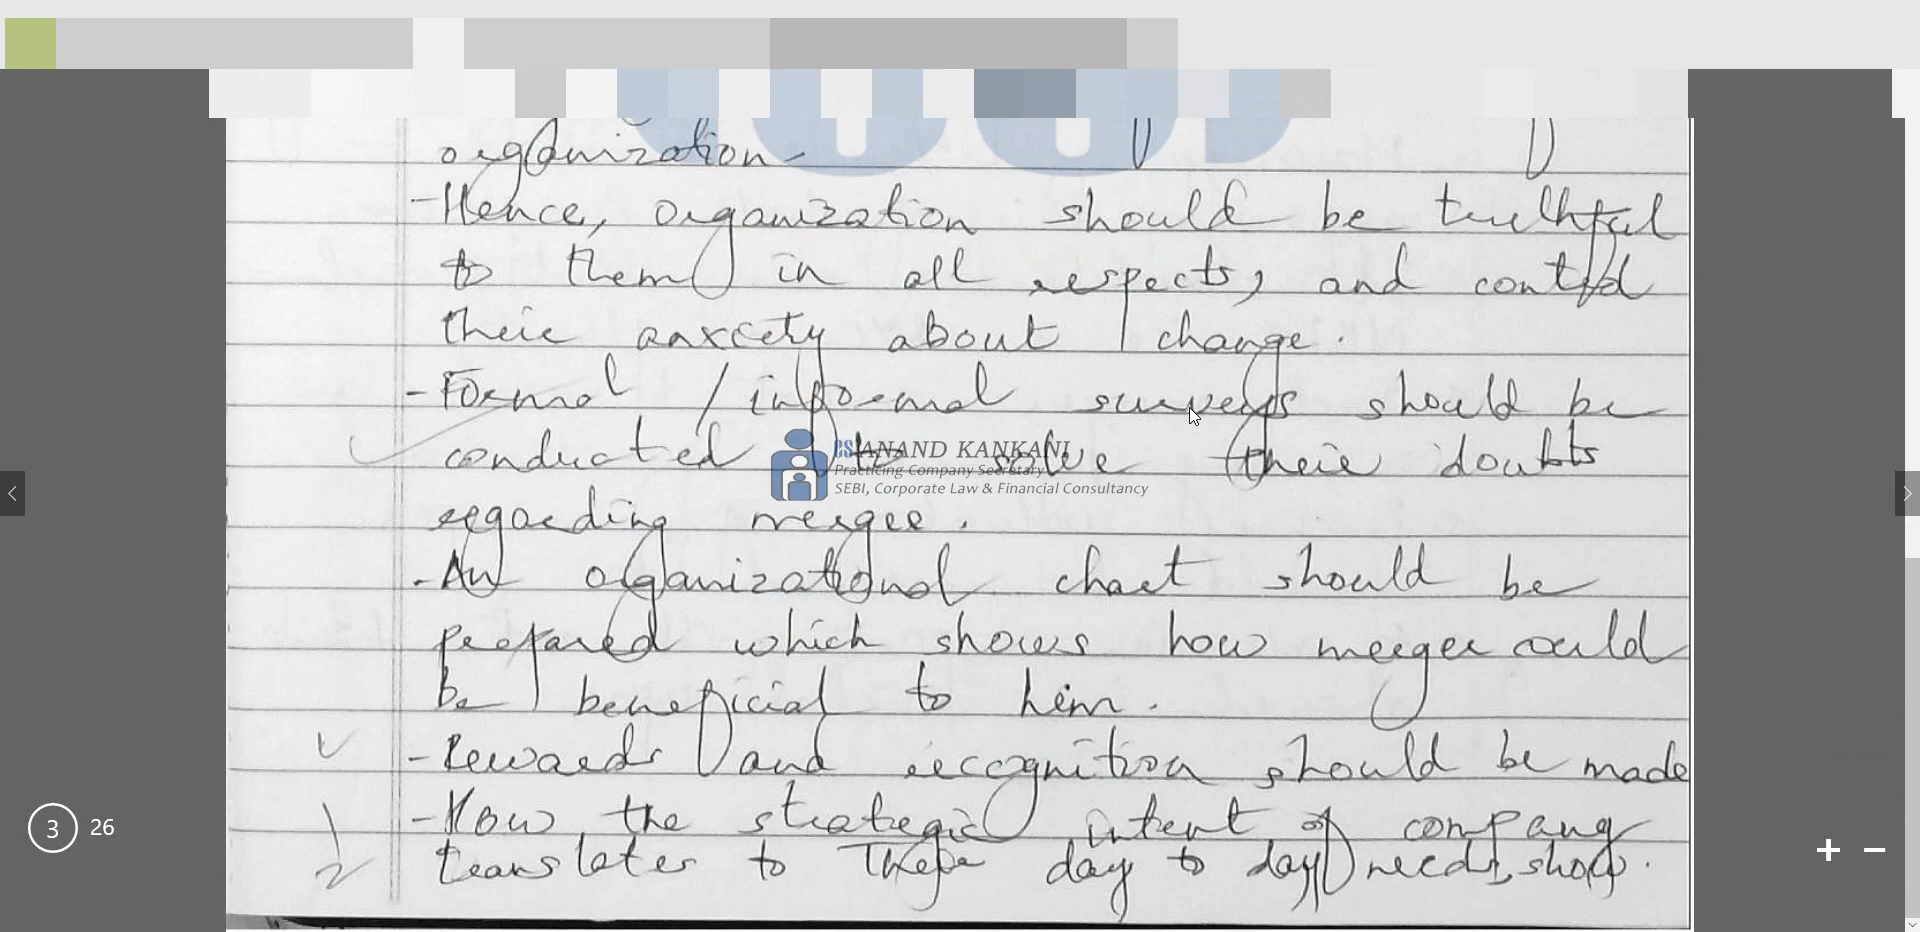 organization-
- Hence, organization should be truthful
to them in all respects, and control
their anxiety about change.
- Formal / informal surveys should be
conducted to solve their doubts
regarding merger.
- An organizational chart should be
prepared which shows how merger could
be beneficial to him.
- Rewards and recognition should be made
- How the strategic intent of company
translates to day to day needs, show.
CS ANAND KANKANI
Practicing Company Secretary
SEBI, Corporate Law & Financial Consultancy
3 26